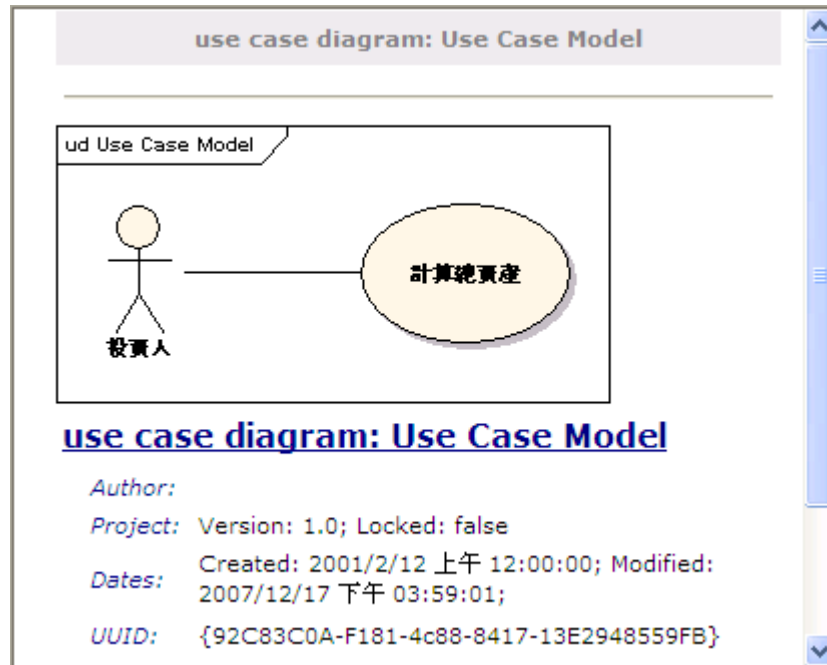 use case diagram: Use Case Model
ud Use Case Model
計算總資產
投資人
use case diagram: Use Case Model
Author:
Project: Version: 1.0; Locked: false
Dates: Created: 2001/2/12 上午 12:00:00; Modified:
2007/12/17 下午 03:59:01;
UUID: {92C83C0A-F181-4c88-8417-13E2948559FB}